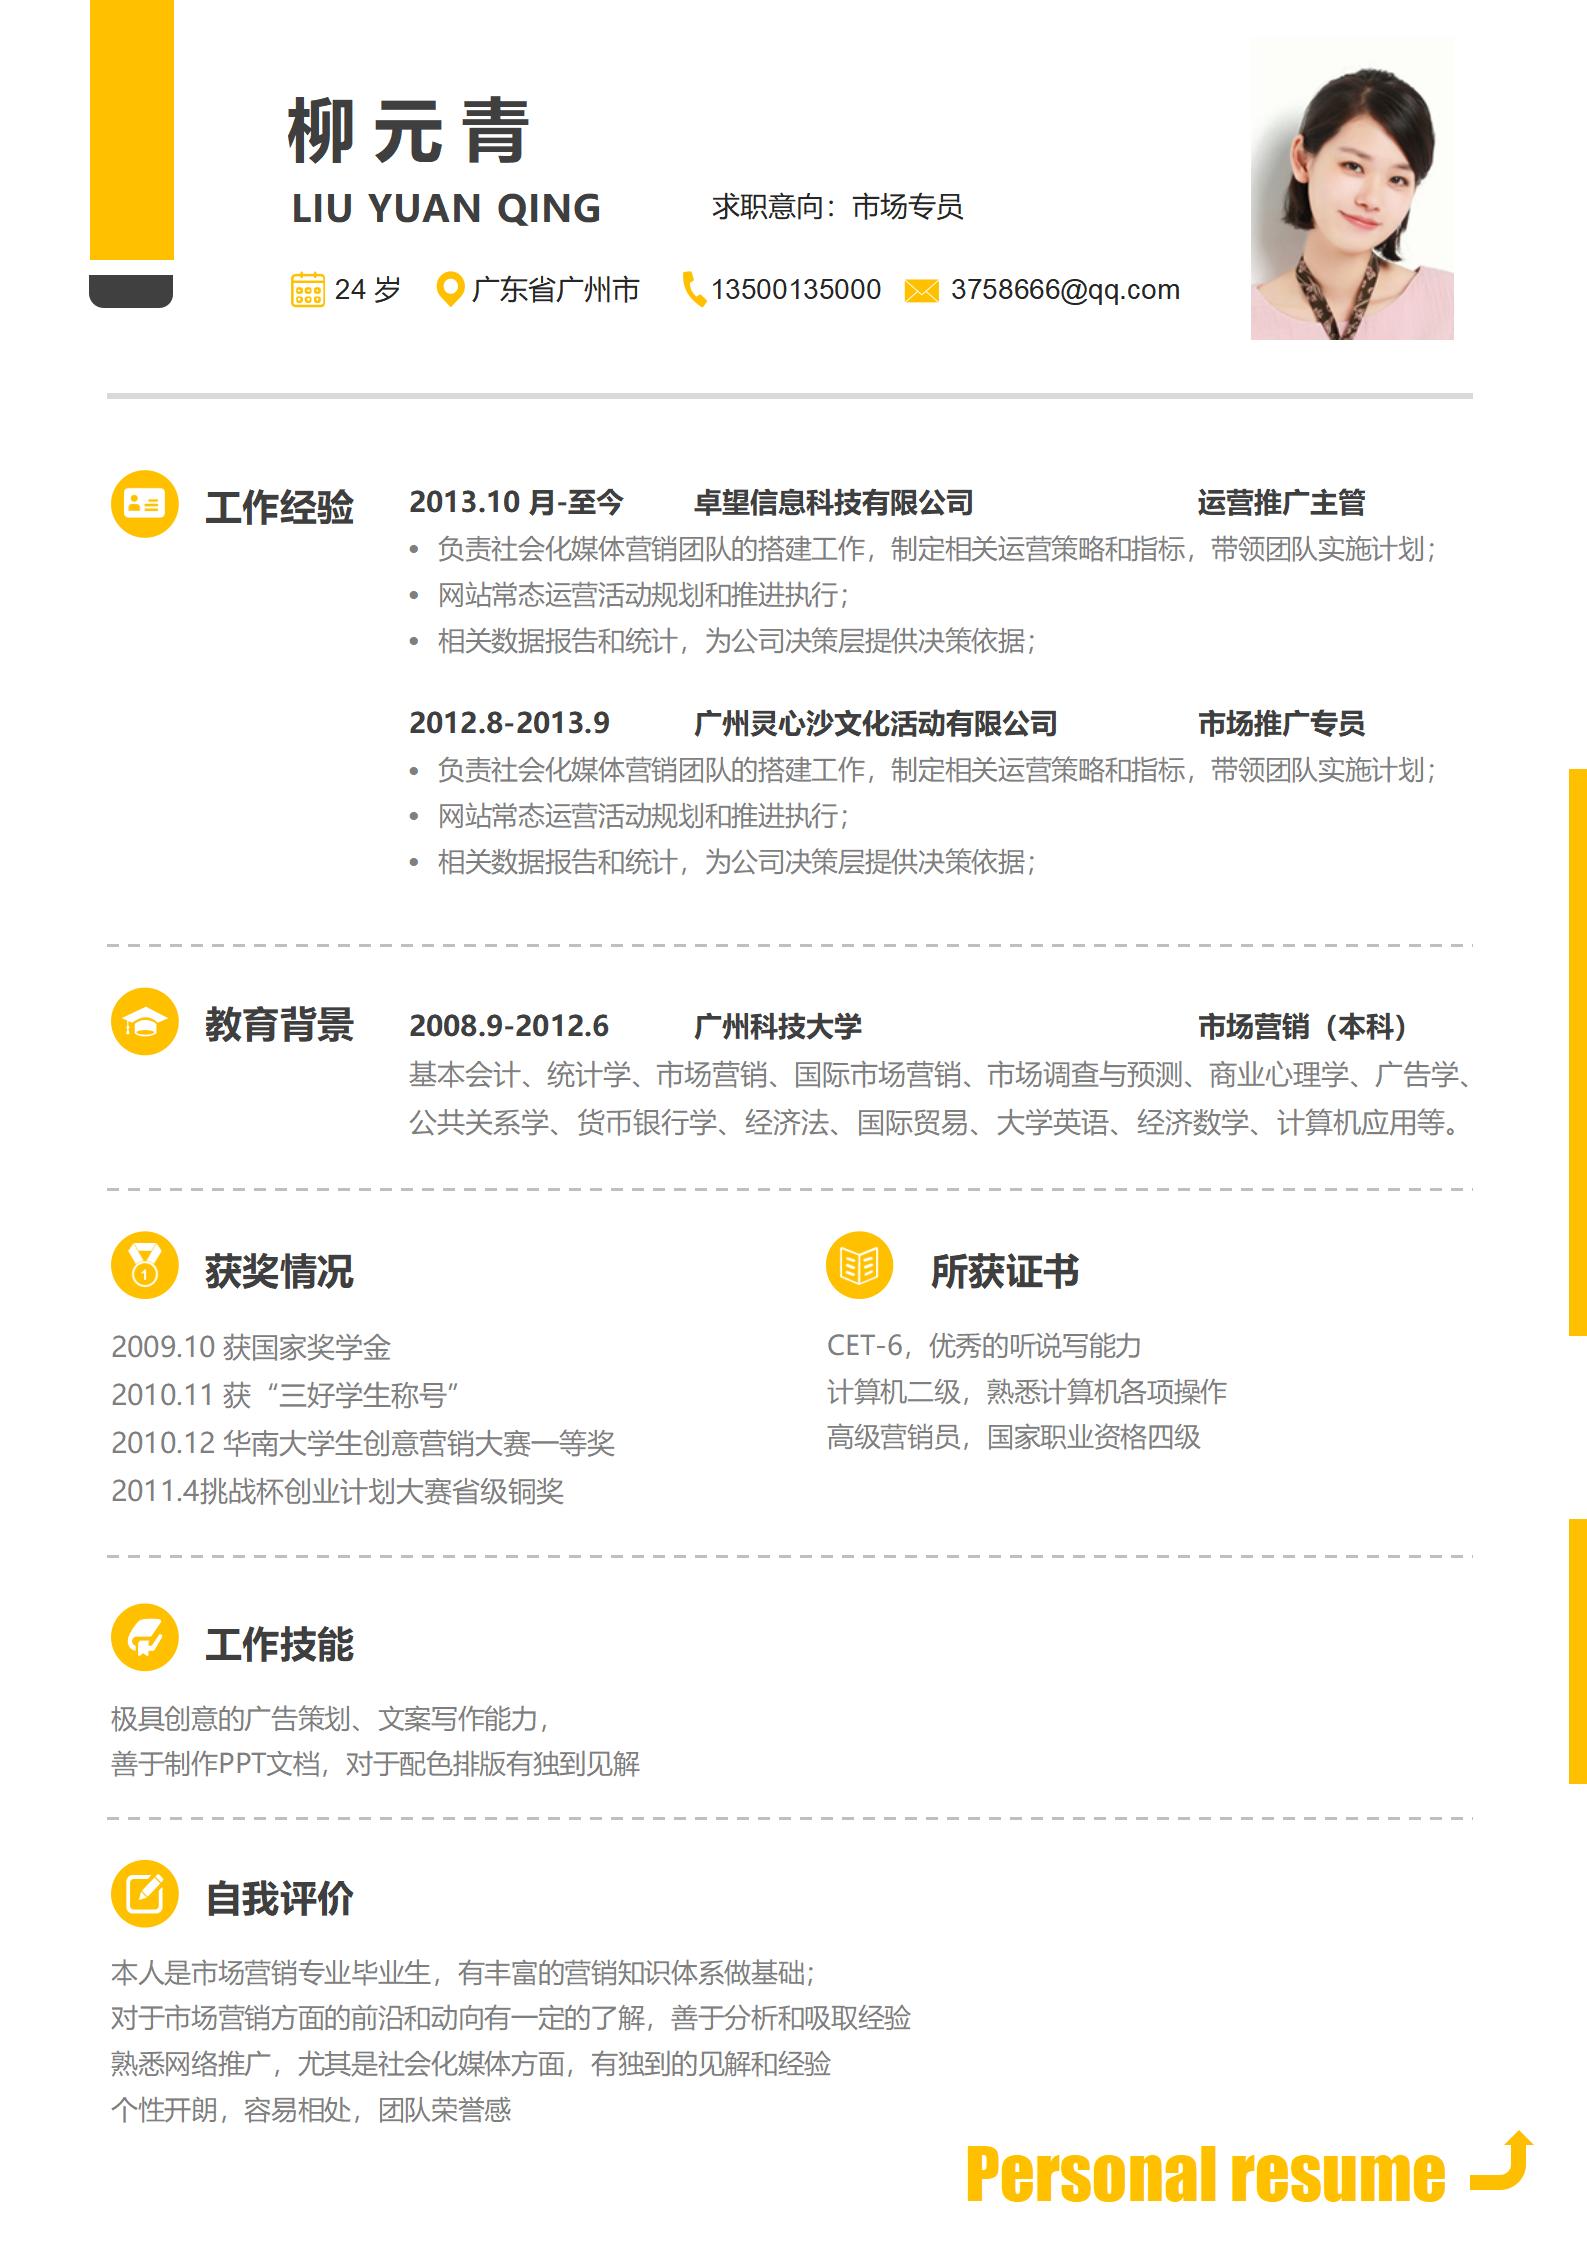 柳元青
LIU YUAN QING
求职意向：市场专员
24 岁 广东省广州市 13500135000 3758666@qq.com
工作经验
2013.10 月-至今 卓望信息科技有限公司 运营推广主管
• 负责社会化媒体营销团队的搭建工作，制定相关运营策略和指标，带领团队实施计划；
• 网站常态运营活动规划和推进执行；
• 相关数据报告和统计，为公司决策层提供决策依据；
2012.8-2013.9 广州灵心沙文化活动有限公司 市场推广专员
• 负责社会化媒体营销团队的搭建工作，制定相关运营策略和指标，带领团队实施计划；
• 网站常态运营活动规划和推进执行；
• 相关数据报告和统计，为公司决策层提供决策依据；
教育背景
2008.9-2012.6 广州科技大学 市场营销（本科）
基本会计、统计学、市场营销、国际市场营销、市场调查与预测、商业心理学、广告学、
公共关系学、货币银行学、经济法、国际贸易、大学英语、经济数学、计算机应用等。
获奖情况
2009.10 获国家奖学金
2010.11 获“三好学生称号”
2010.12 华南大学生创意营销大赛一等奖
2011.4挑战杯创业计划大赛省级铜奖
所获证书
CET-6，优秀的听说写能力
计算机二级，熟悉计算机各项操作
高级营销员，国家职业资格四级
工作技能
极具创意的广告策划、文案写作能力，
善于制作PPT文档，对于配色排版有独到见解
自我评价
本人是市场营销专业毕业生，有丰富的营销知识体系做基础；
对于市场营销方面的前沿和动向有一定的了解，善于分析和吸取经验
熟悉网络推广，尤其是社会化媒体方面，有独到的见解和经验
个性开朗，容易相处，团队荣誉感
Personal resume